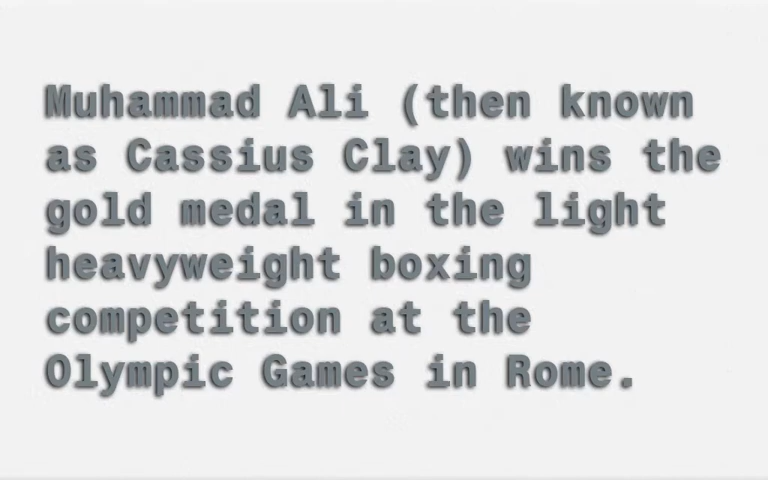 Muhammad Ali (then known
as Cassius Clay) wins the
gold medal in the light
heavyweight boxing
competition at the
Olympic Games in Rome.